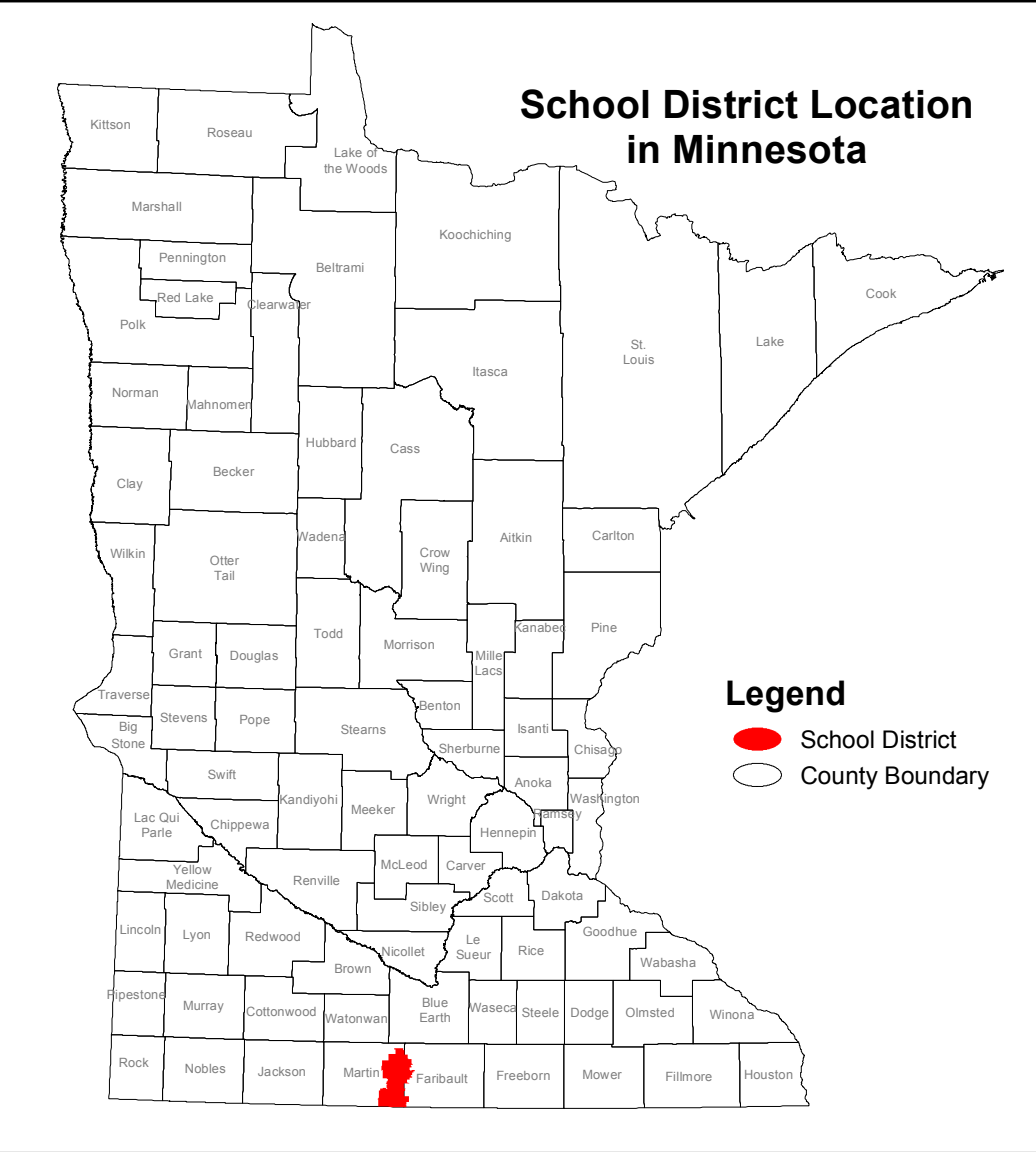 School District Location
in Minnesota
Kittson
Roseau
Lake of
the Woods
Marshall
Koochiching
Pennington
Beltrami
Red Lake
Clearwater
Cook
Polk
St.
Louis
Lake
Itasca
Norman
Mahnomen
Hubbard
Cass
Becker
Clay
Wadena
Aitkin
Carlton
Wilkin
Crow
Wing
Otter
Tail
Todd
Kanabec
Pine
Morrison
Grant
Douglas
Mille
Lacs
Traverse
Benton
Stevens
Pope
Stearns
Isanti
Big
Stone
Sherburne
Chisago
Swift
Anoka
Kandiyohi
Wright
Washington
Meeker
Ramsey
Lac Qui
Parle
Chippewa
Hennepin
McLeod
Carver
Yellow
Medicine
Renville
Scott
Dakota
Sibley
Lincoln
Lyon
Redwood
Goodhue
Le
Sueur
Rice
Nicollet
Wabasha
Brown
Pipestone
Murray
Cottonwood
Watonwan
Blue
Earth
Waseca
Steele
Dodge
Olmsted
Winona
Rock
Nobles
Jackson
Martin
Faribault
Freeborn
Mower
Fillmore
Houston
Legend
School District
County Boundary